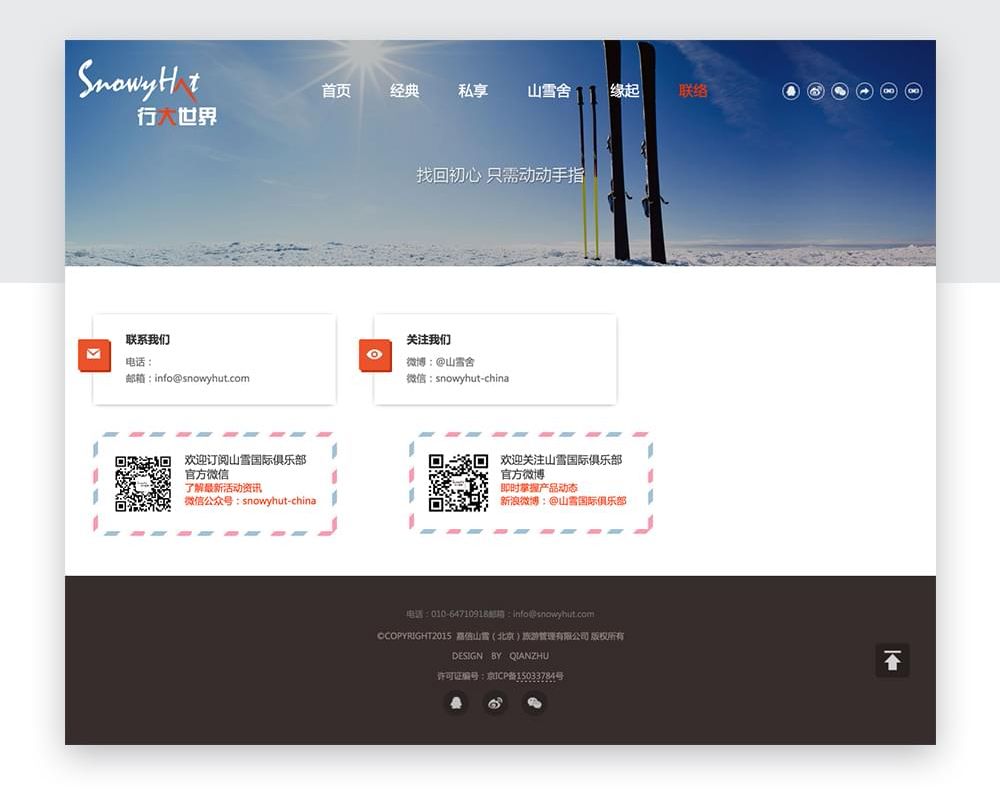 SnowyHut
行大世界
首页 经典 私享 山雪舍 缘起 联络
找回初心 只需动动手指
联系我们
电话：
邮箱：info@snowyhut.com
关注我们
微博：@山雪舍
微信：snowyhut-china
欢迎订阅山雪国际俱乐部
官方微信
了解最新活动资讯
微信公众号：snowyhut-china
欢迎关注山雪国际俱乐部
官方微博
即时掌握产品动态
新浪微博：@山雪国际俱乐部
电话：010-64710918邮箱：info@snowyhut.com
©COPYRIGHT2015 嘉信山雪（北京）旅游管理有限公司 版权所有
DESIGN BY QIANZHU
许可证编号：京ICP备15033784号